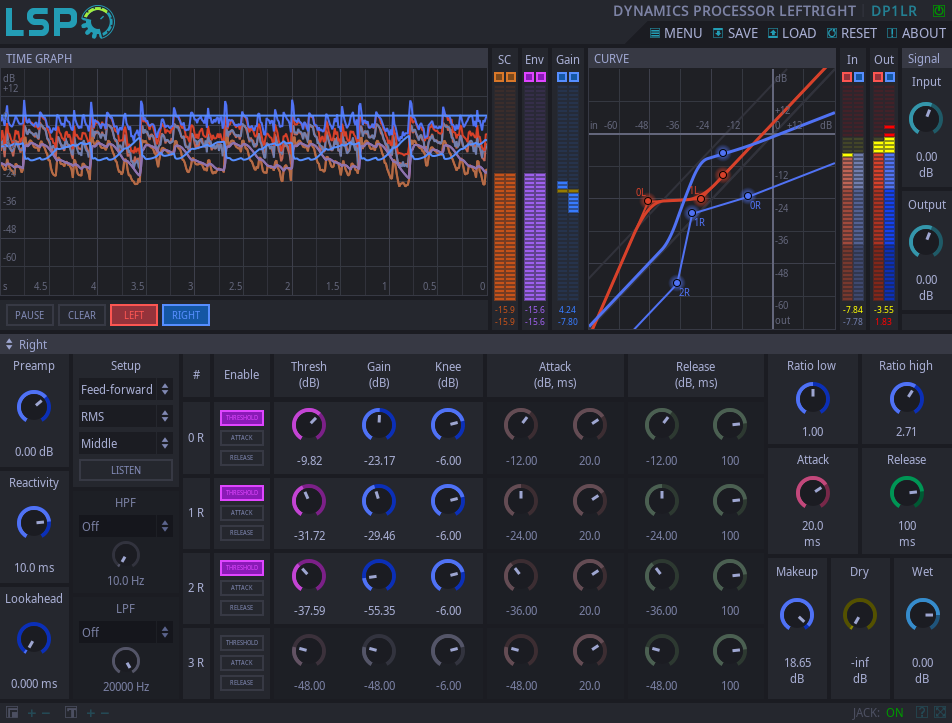 LSP
DYNAMICS PROCESSOR LEFTRIGHT DP1LR
MENU SAVE LOAD RESET ABOUT
TIME GRAPH
dB
+12
-24
-36
-48
-60
s 4.5 4 3.5 3 2.5 2 1.5 1 0.5 0
PAUSE CLEAR LEFT RIGHT
SC Env Gain
-15.9 -15.6 4.24
-15.9 -15.6 -7.80
CURVE
dB
+12
in -60 -48 -36 -24 -12 0 +12 dB
-12
-24
-36
-48
-60
out
0L
1L
0R
1R
2R
In Out
-7.84 -3.55
-7.78 1.83
Signal
Input
0.00
dB
Output
0.00
dB
Right
Preamp
0.00 dB
Reactivity
10.0 ms
Lookahead
0.000 ms
Setup
Feed-forward
RMS
Middle
LISTEN
HPF
Off
10.0 Hz
LPF
Off
20000 Hz
# Enable Thresh (dB) Gain (dB) Knee (dB) Attack (dB, ms) Release (dB, ms)
0 R THRESHOLD ATTACK RELEASE
-9.82 -23.17 -6.00 -12.00 20.0 -12.00 100
1 R THRESHOLD ATTACK RELEASE
-31.72 -29.46 -6.00 -24.00 20.0 -24.00 100
2 R THRESHOLD ATTACK RELEASE
-37.59 -55.35 -6.00 -36.00 20.0 -36.00 100
3 R THRESHOLD ATTACK RELEASE
-48.00 -48.00 -6.00 -48.00 20.0 -48.00 100
Ratio low Ratio high
1.00 2.71
Attack Release
20.0 100
ms ms
Makeup Dry Wet
18.65 -inf 0.00
dB dB dB
JACK: ON